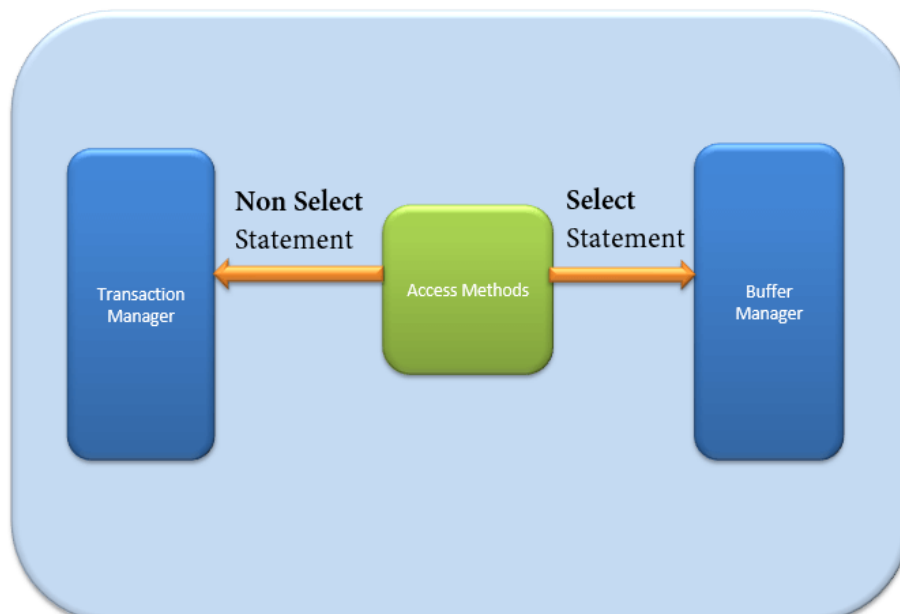 Non Select
Statement
Select
Statement
Transaction
Manager
Access Methods
Buffer
Manager